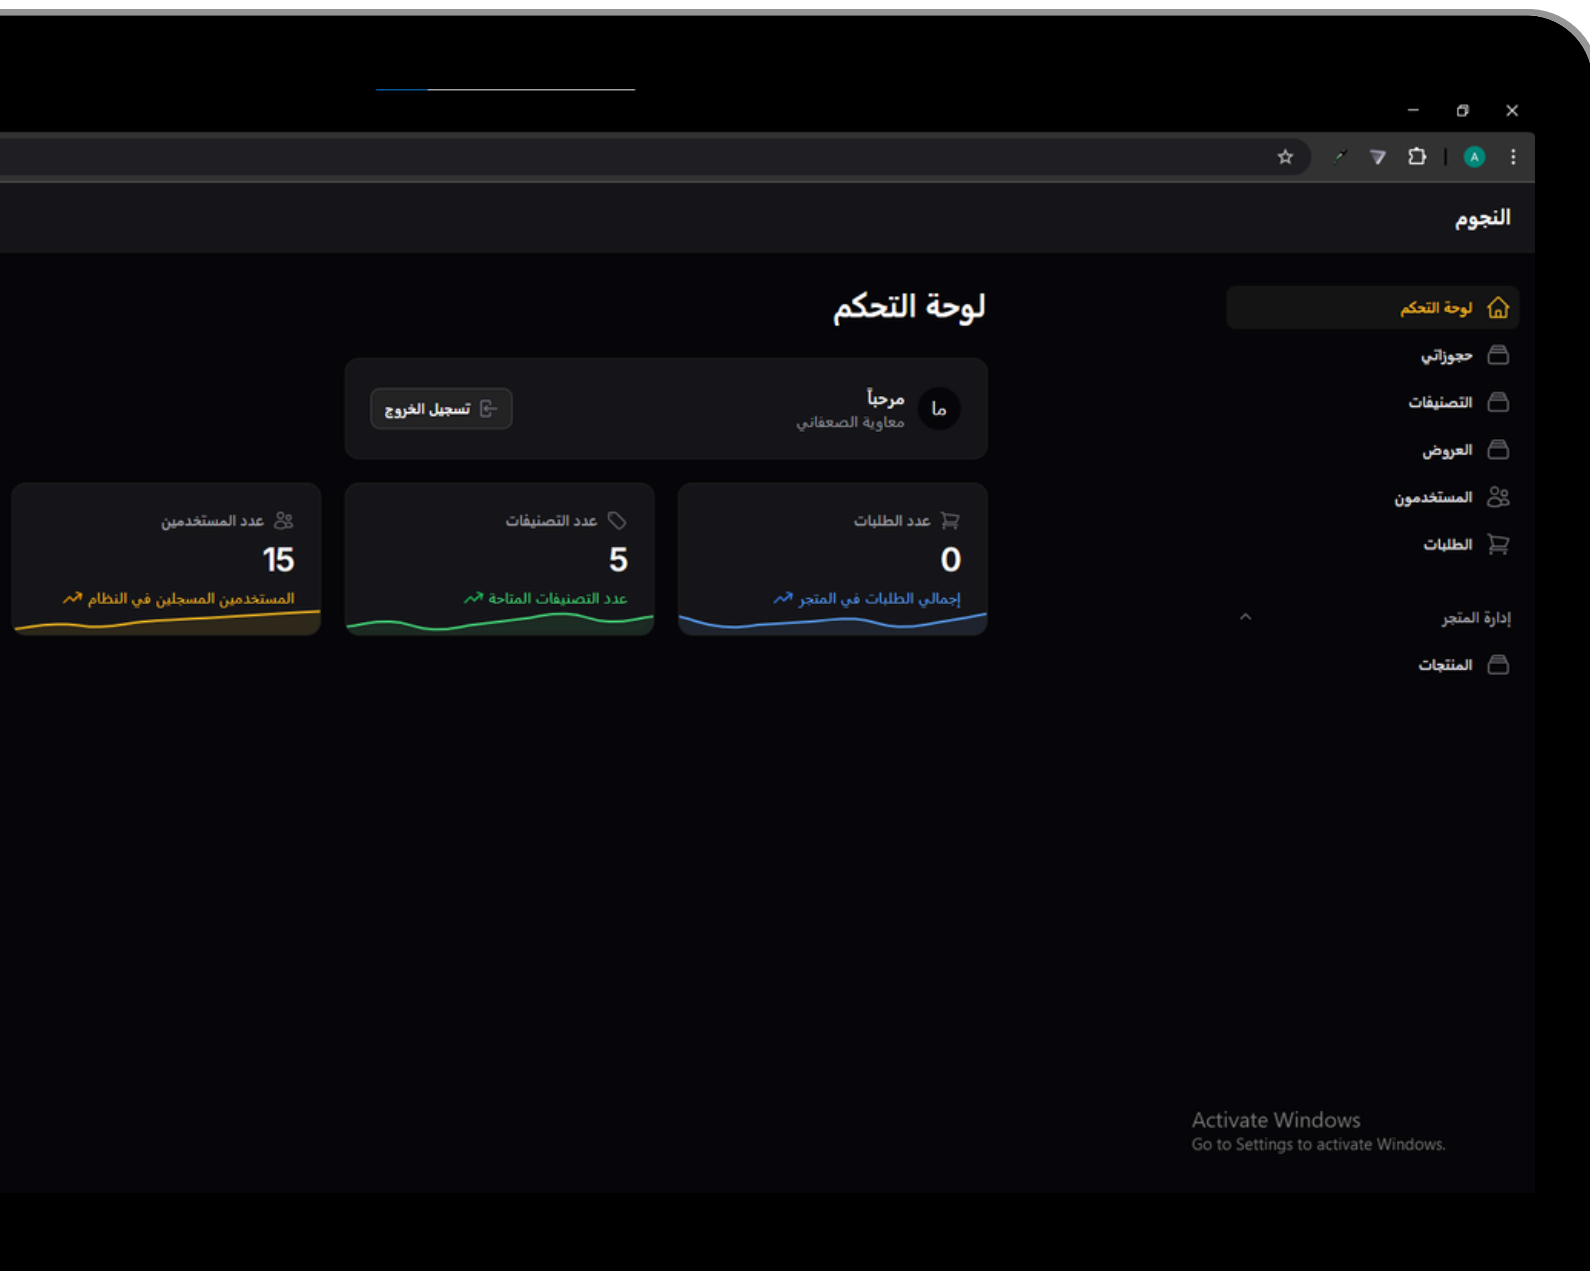 A
النجوم
لوحة التحكم
حجوزاتي
التصنيفات
العروض
المستخدمون
الطلبات
إدارة المتجر
المنتجات
لوحة التحكم
ما
مرحباً
معاوية الصعفاني
تسجيل الخروج
عدد الطلبات
0
إجمالي الطلبات في المتجر
عدد التصنيفات
5
عدد التصنيفات المتاحة
عدد المستخدمين
15
المستخدمين المسجلين في النظام
Activate Windows
Go to Settings to activate Windows.